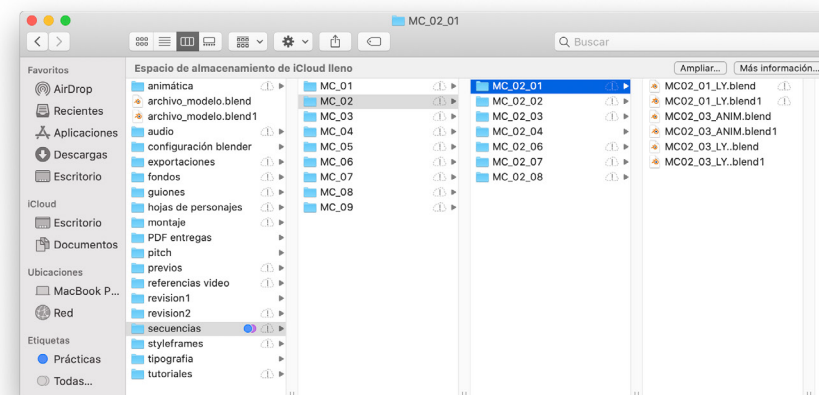 MC_02_01
Buscar
Favoritos
AirDrop
Recientes
Aplicaciones
Descargas
Escritorio
iCloud
Escritorio
Documentos
Ubicaciones
MacBook P...
Red
Etiquetas
Prácticas
Todas...
Espacio de almacenamiento de iCloud lleno
Ampliar...
Más información...
animática
archivo_modelo.blend
archivo_modelo.blend1
audio
configuración blender
exportaciones
fondos
guiones
hojas de personajes
montaje
PDF entregas
pitch
previos
referencias video
revision1
revision2
secuencias
styleframes
tipografia
tutoriales
MC_01
MC_02
MC_03
MC_04
MC_05
MC_06
MC_07
MC_08
MC_09
MC_02_01
MC_02_02
MC_02_03
MC_02_04
MC_02_06
MC_02_07
MC_02_08
MC02_01_LY.blend
MC02_01_LY.blend1
MC02_03_ANIM.blend
MC02_03_ANIM.blend1
MC02_03_LY..blend
MC02_03_LY..blend1